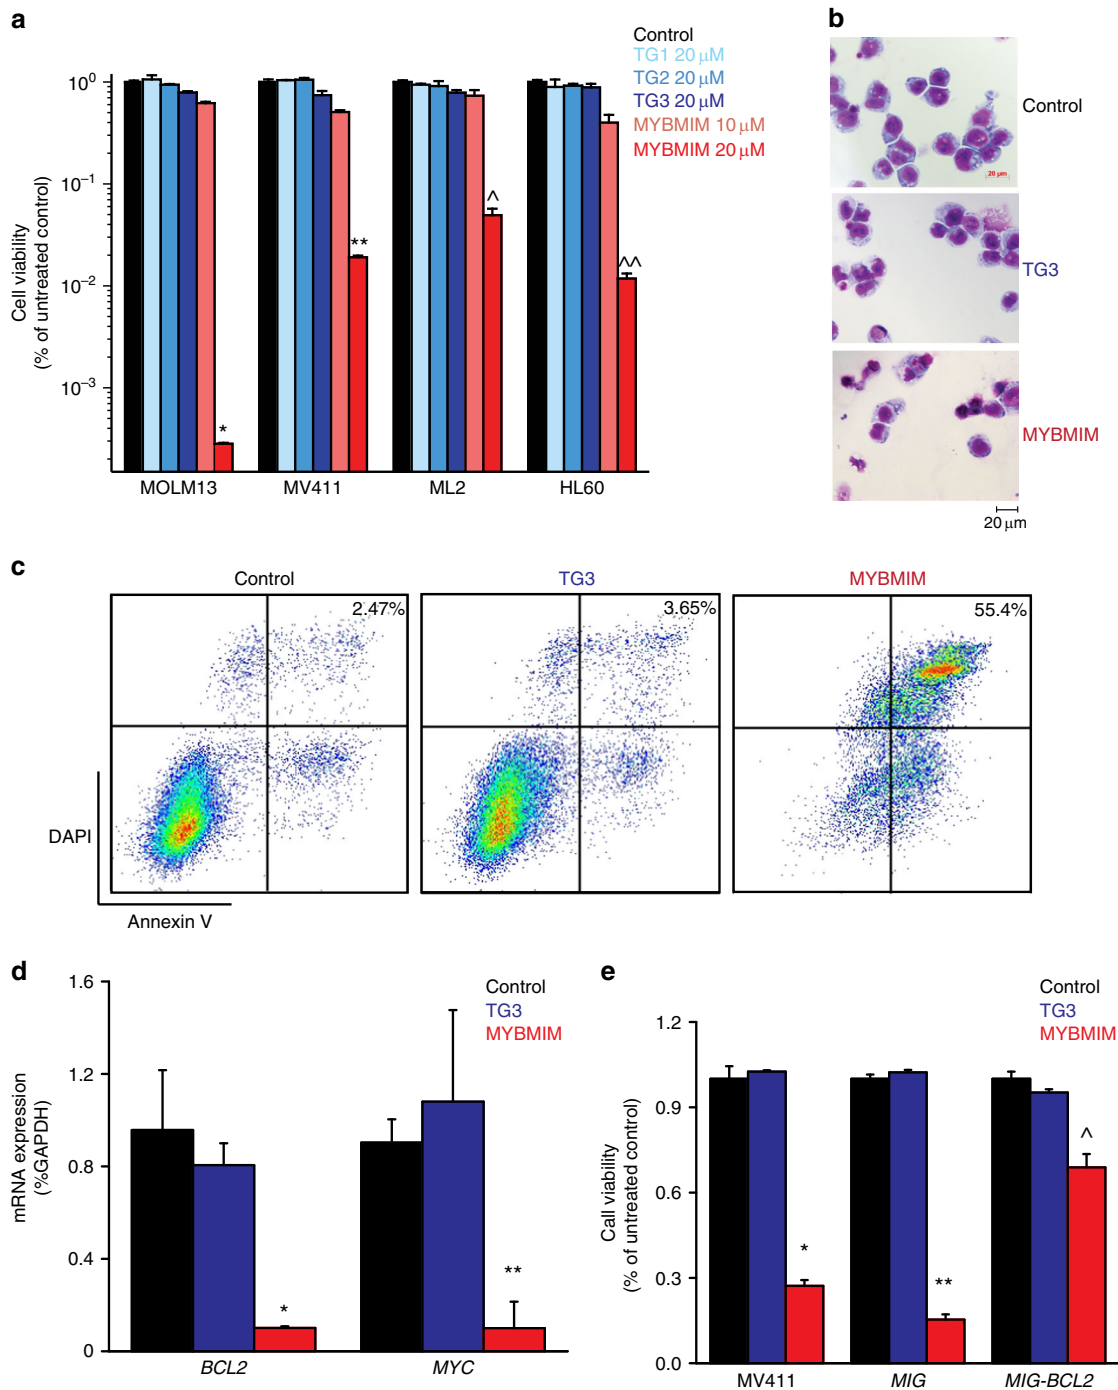 a
Control
TG1 20 μM
TG2 20 μM
TG3 20 μM
MYBMIM 10 μM
MYBMIM 20 μM
Cell viability
(% of untreated control)
10⁰
10⁻¹
10⁻²
10⁻³
*
**
^
^^
MOLM13 MV411 ML2 HL60
b
Control
20 μm
TG3
MYBMIM
20 μm
c
Control TG3 MYBMIM
2.47% 3.65% 55.4%
DAPI
Annexin V
d
Control
TG3
MYBMIM
mRNA expression
(%GAPDH)
1.6
1.2
0.8
0.4
0
*
**
BCL2 MYC
e
Control
TG3
MYBMIM
Call viability
(% of untreated control)
1.2
0.9
0.6
0.3
0.0
*
**
^
MV411 MIG MIG-BCL2